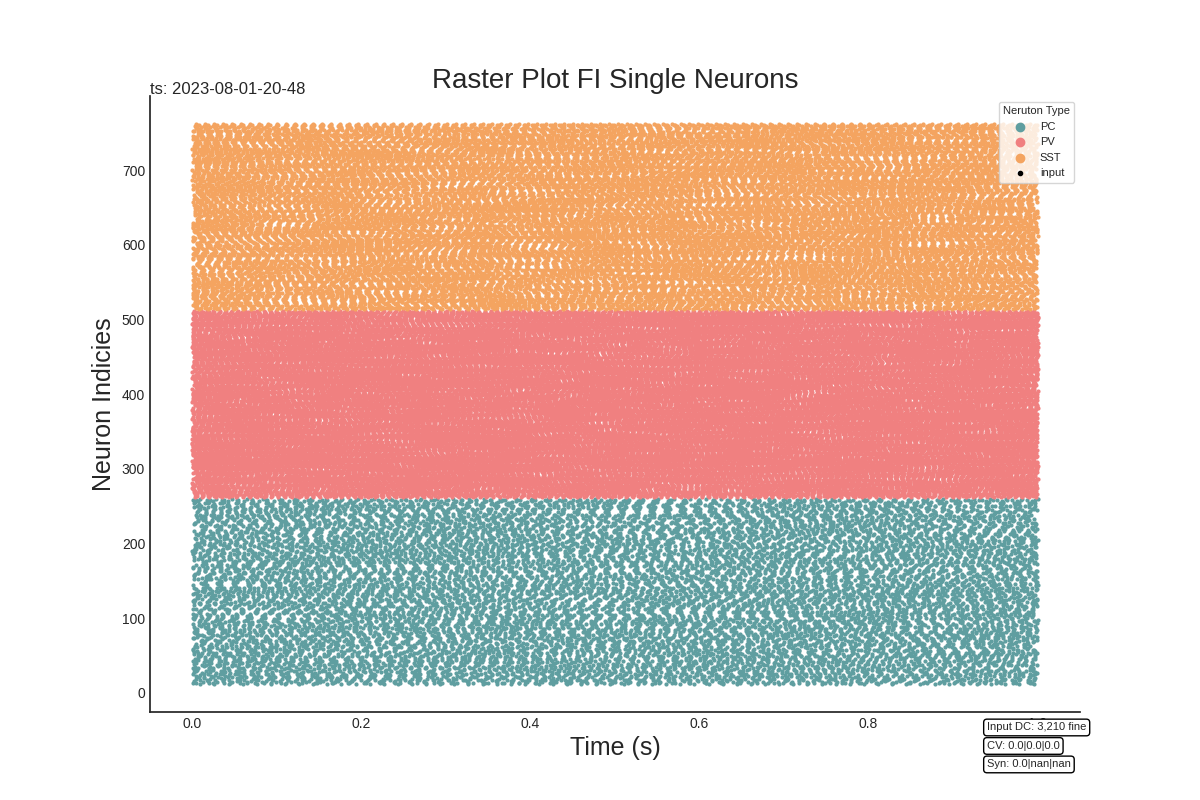 Raster Plot FI Single Neurons
ts: 2023-08-01-20-48
Neruton Type
PC
PV
SST
input
Neuron Indicies
700
600
500
400
300
200
100
0
0.0
0.2
0.4
0.6
0.8
Time (s)
Input DC: 3,210 fine
CV: 0.0|0.0|0.0
Syn: 0.0|nan|nan